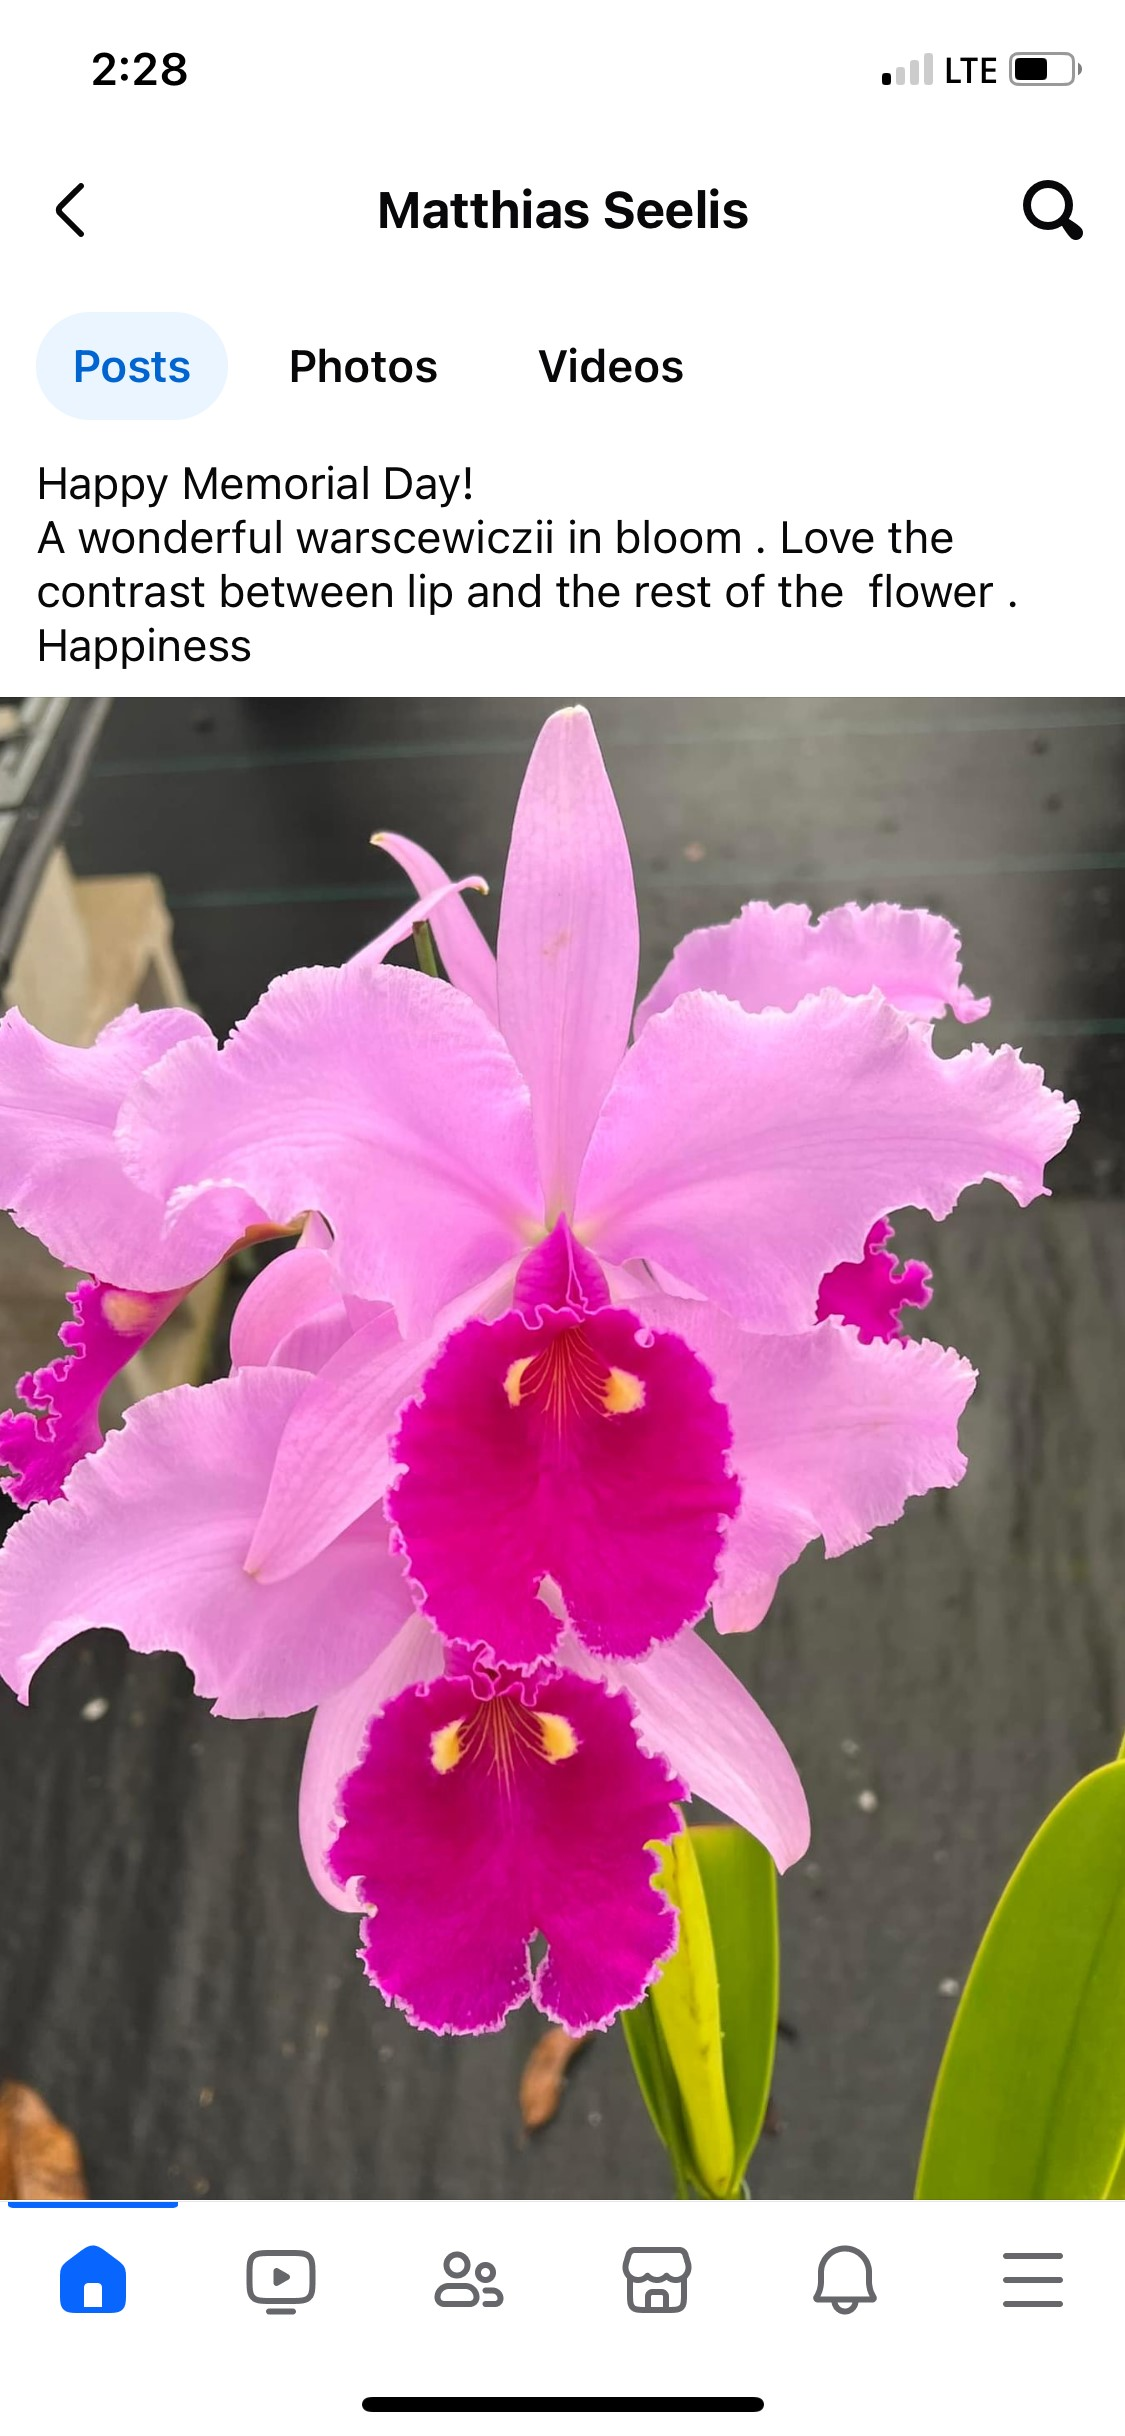 2:28
LTE
Matthias Seelis
Posts
Photos
Videos
Happy Memorial Day!
A wonderful warscewiczii in bloom . Love the
contrast between lip and the rest of the  flower .
Happiness